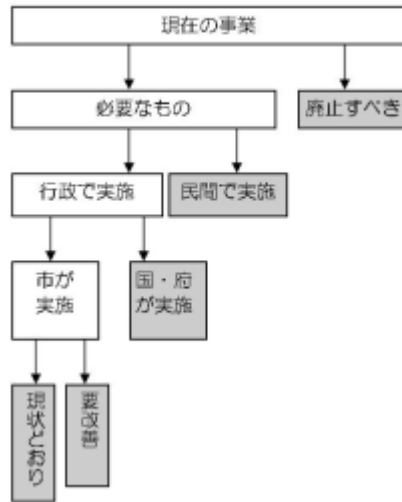 現在の事業
必要なもの
廃止すべき
行政で実施
民間で実施
市が
実施
国・府
が実施
現状どおり
要改善